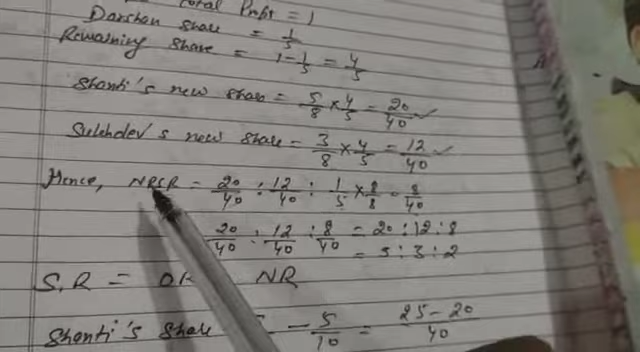 Total Profit = 1
Darshan share = 1/5
Remaining share = 1 - 1/5 = 4/5
Shanti's new share = 5/8 × 4/5 = 20/40 ✓
Sukhdev's new share = 3/8 × 4/5 = 12/40 ✓
Hence, NPSR = 20/40 : 12/40 : 1/5 × 8/8 = 8/40
20/40 : 12/40 : 8/40 = 20 : 12 : 8
= 5 : 3 : 2
S.R = OR NR
Shanti's Share - 5/10 = 25 - 20/40